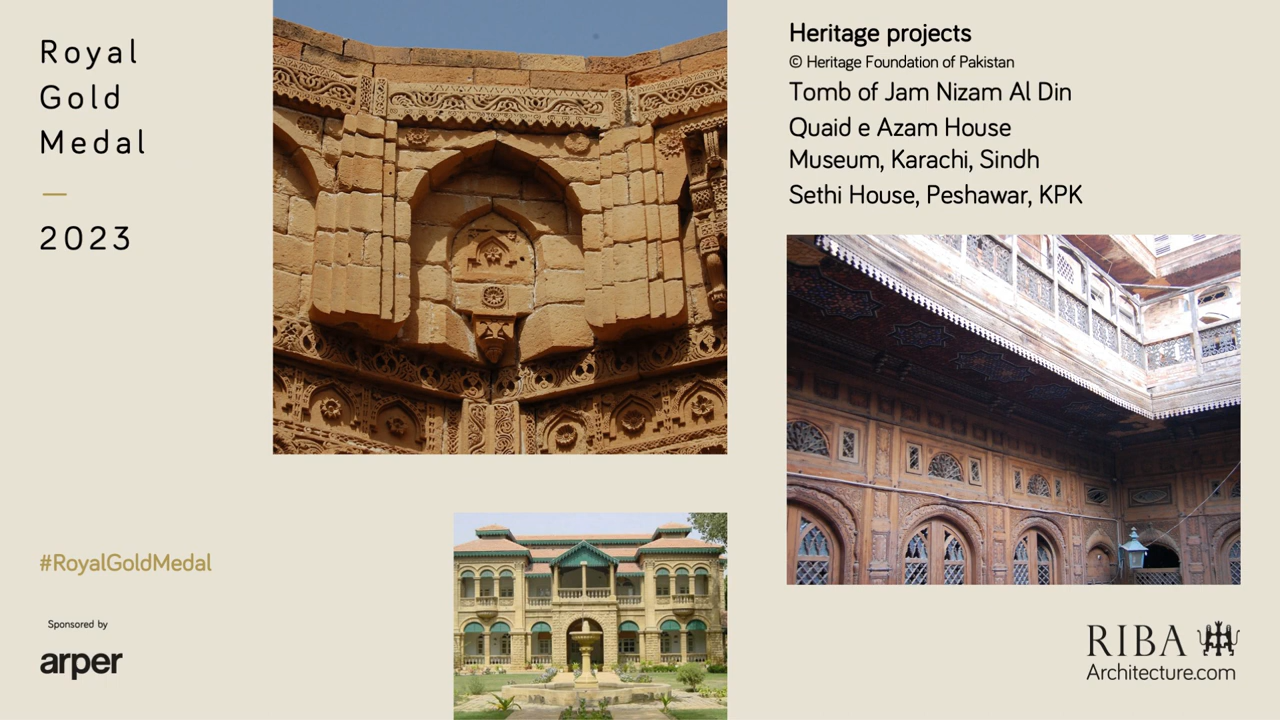 Royal
Gold
Medal
2023
#RoyalGoldMedal
Sponsored by
arper
Heritage projects
© Heritage Foundation of Pakistan
Tomb of Jam Nizam Al Din
Quaid e Azam House
Museum, Karachi, Sindh
Sethi House, Peshawar, KPK
RIBA
Architecture.com